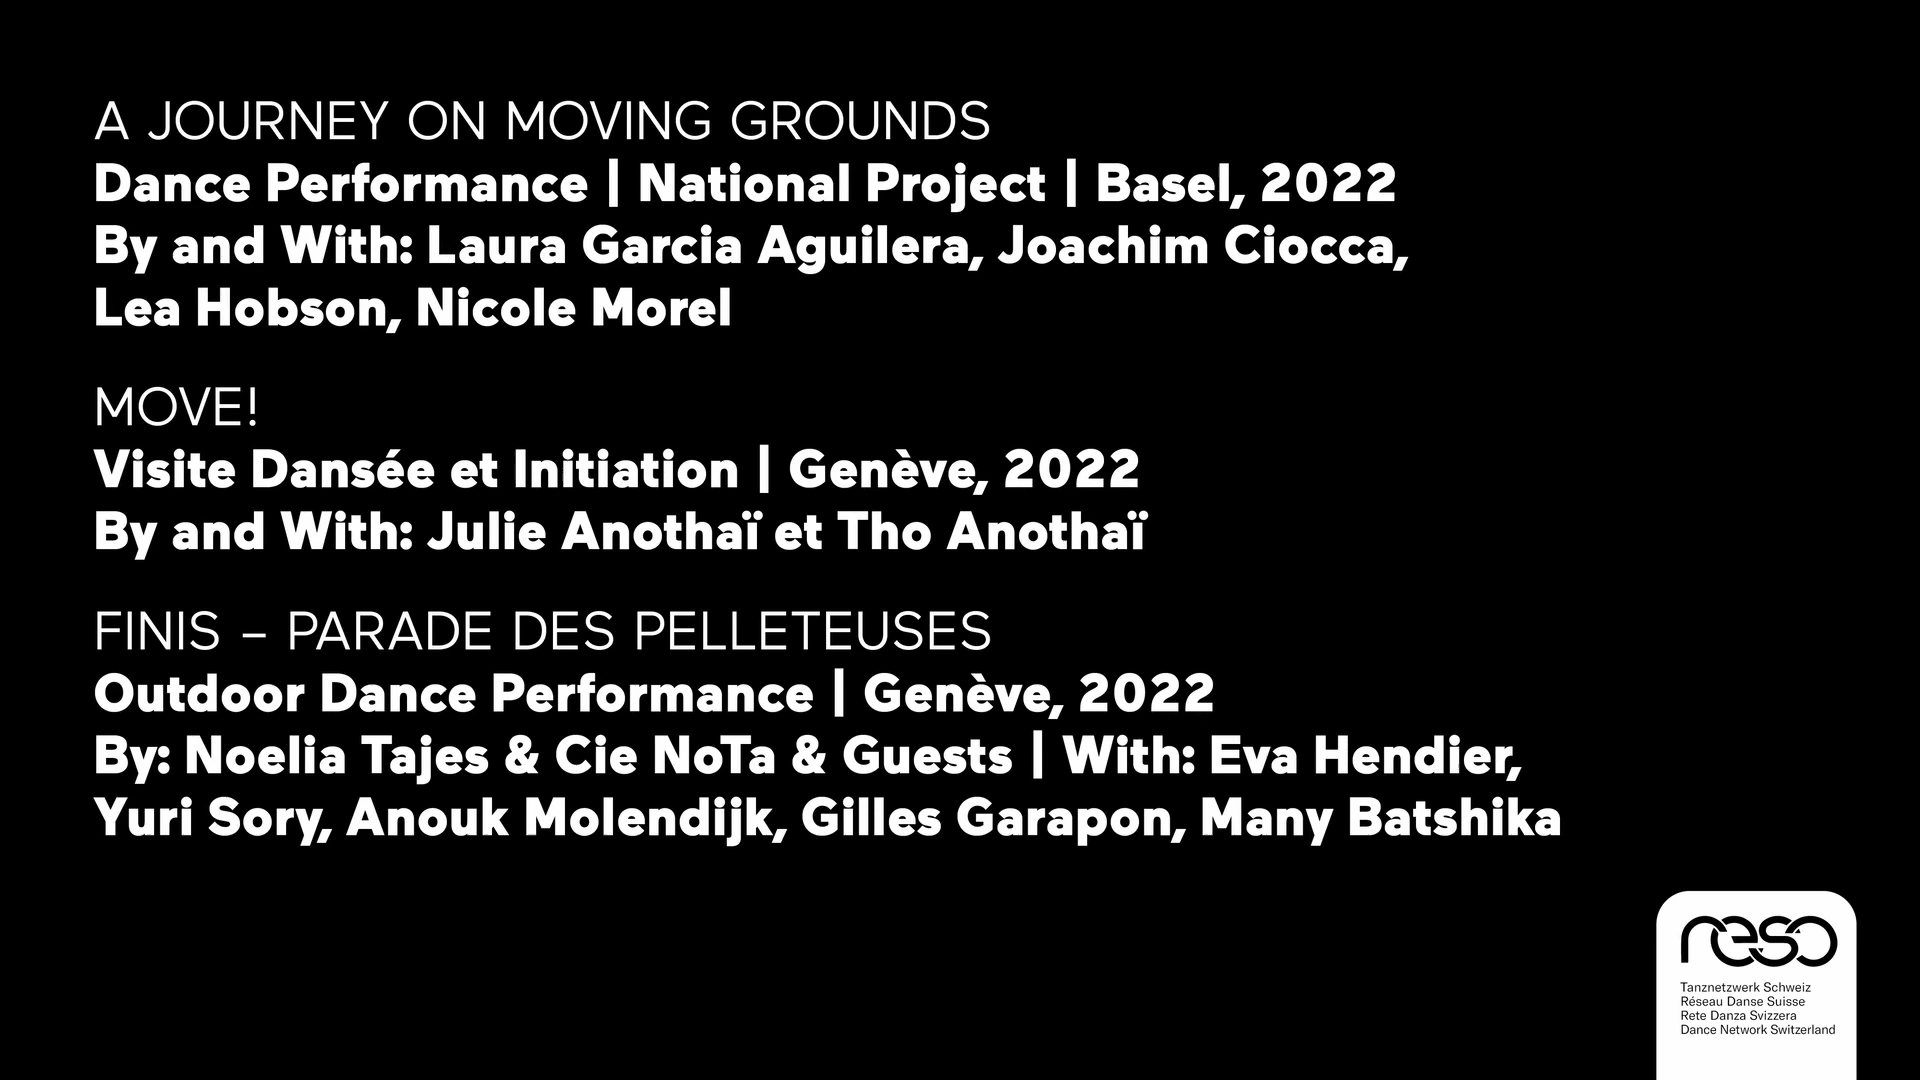 A JOURNEY ON MOVING GROUNDS
Dance Performance | National Project | Basel, 2022
By and With: Laura Garcia Aguilera, Joachim Ciocca,
Lea Hobson, Nicole Morel
MOVE!
Visite Dansée et Initiation | Genève, 2022
By and With: Julie Anothaï et Tho Anothaï
FINIS – PARADE DES PELLETEUSES
Outdoor Dance Performance | Genève, 2022
By: Noelia Tajes & Cie NoTa & Guests | With: Eva Hendier,
Yuri Sory, Anouk Molendijk, Gilles Garapon, Many Batshika
reso
Tanznetzwerk Schweiz
Réseau Danse Suisse
Rete Danza Svizzera
Dance Network Switzerland